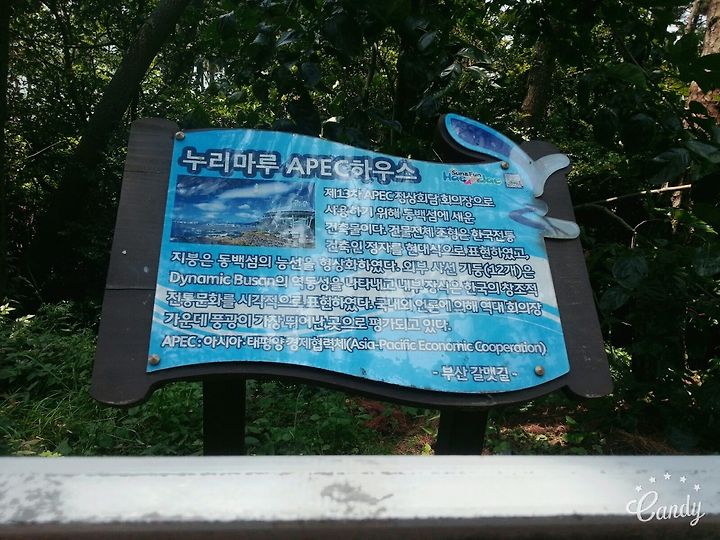 누리마루 APEC하우스
Sun&Fun
Haeundae
제13차 APEC 정상회담 회의장으로
사용하기 위해 동백섬에 세운
건축물이다. 건물전체 조형은 한국전통
건축인 정자를 현대식으로 표현하였고,
지붕은 동백섬의 능선을 형상화하였다. 외부 사선 기둥(12개)은
Dynamic Busan의 역동성을 나타내고 내부 장식은 한국의 창조적
전통문화를 시각적으로 표현하였다. 국내외 언론에 의해 역대 회의장
가운데 풍광이 가장 뛰어난 곳으로 평가되고 있다.
APEC : 아시아·태평양 경제협력체(Asia-Pacific Economic Cooperation)
- 부산 갈맷길 -
Candy